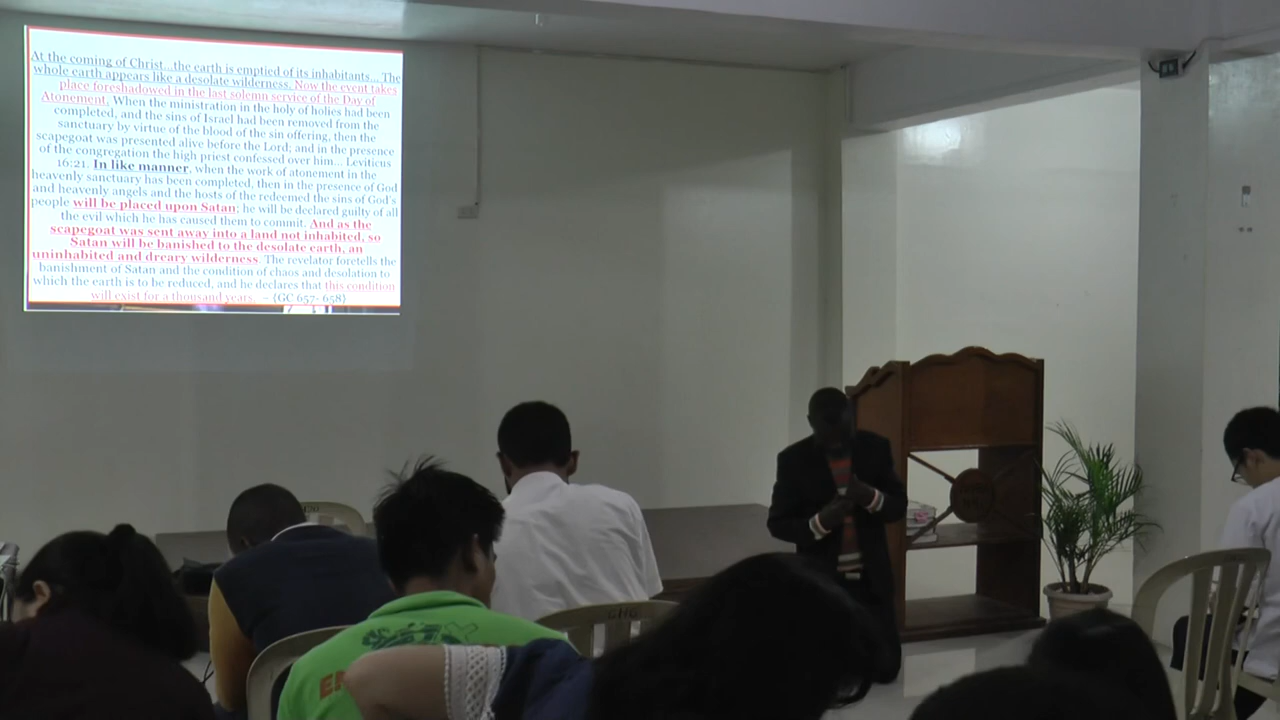 At the coming of Christ...the earth is emptied of its inhabitants... The
whole earth appears like a desolate wilderness. Now the event takes
place foreshadowed in the last solemn service of the Day of
Atonement. When the ministration in the holy of holies had been
completed, and the sins of Israel had been removed from the
sanctuary by virtue of the blood of the sin offering, then the
scapegoat was presented alive before the Lord; and in the presence
of the congregation the high priest confessed over him... Leviticus
16:21. In like manner, when the work of atonement in the
heavenly sanctuary has been completed, then in the presence of God
and heavenly angels and the hosts of the redeemed the sins of God's
people will be placed upon Satan; he will be declared guilty of all
the evil which he has caused them to commit. And as the
scapegoat was sent away into a land not inhabited, so
Satan will be banished to the desolate earth, an
uninhabited and dreary wilderness. The revelator foretells the
banishment of Satan and the condition of chaos and desolation to
which the earth is to be reduced, and he declares that this condition
will exist for a thousand years. – {GC 657- 658}